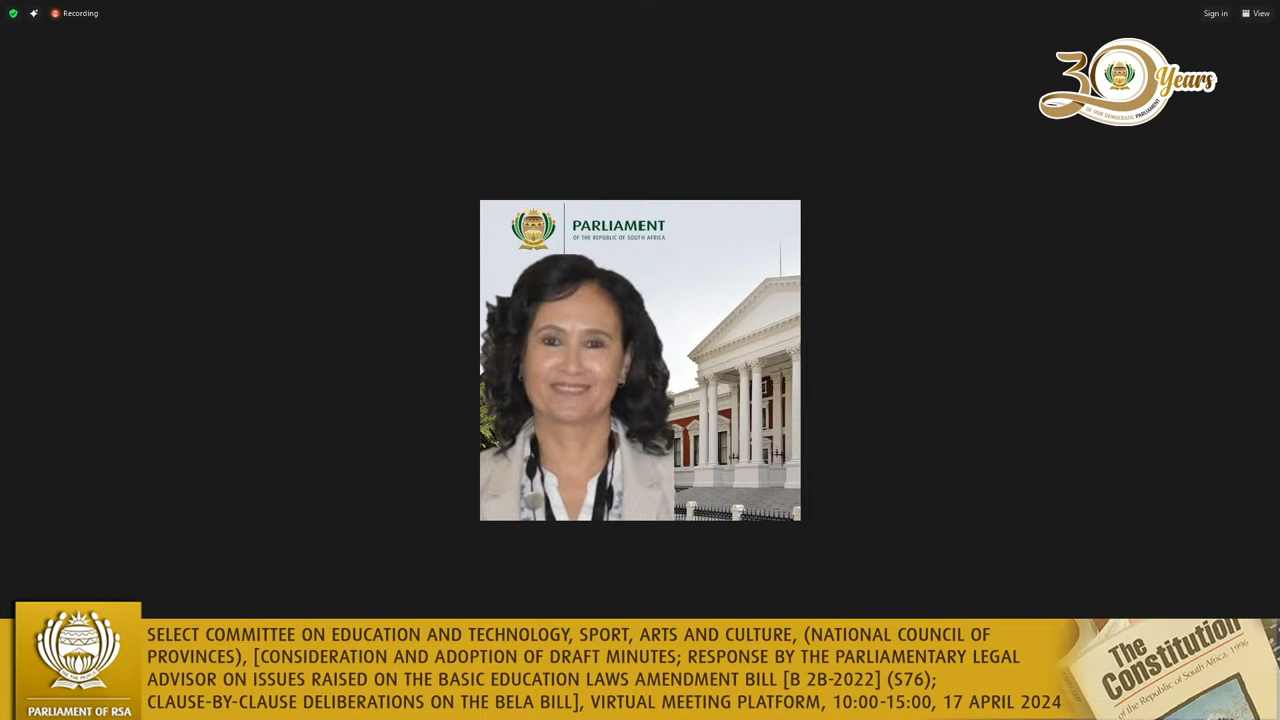 Recording
Sign in
View
30 Years
OF OUR DEMOCRATIC PARLIAMENT
PARLIAMENT
OF THE REPUBLIC OF SOUTH AFRICA
SELECT COMMITTEE ON EDUCATION AND TECHNOLOGY, SPORT, ARTS AND CULTURE, (NATIONAL COUNCIL OF
PROVINCES), [CONSIDERATION AND ADOPTION OF DRAFT MINUTES; RESPONSE BY THE PARLIAMENTARY LEGAL
ADVISOR ON ISSUES RAISED ON THE BASIC EDUCATION LAWS AMENDMENT BILL [B 2B-2022] (S76);
CLAUSE-BY-CLAUSE DELIBERATIONS ON THE BELA BILL], VIRTUAL MEETING PLATFORM, 10:00-15:00, 17 APRIL 2024
PARLIAMENT OF RSA
The
Constitution
of the Republic of South Africa, 1996